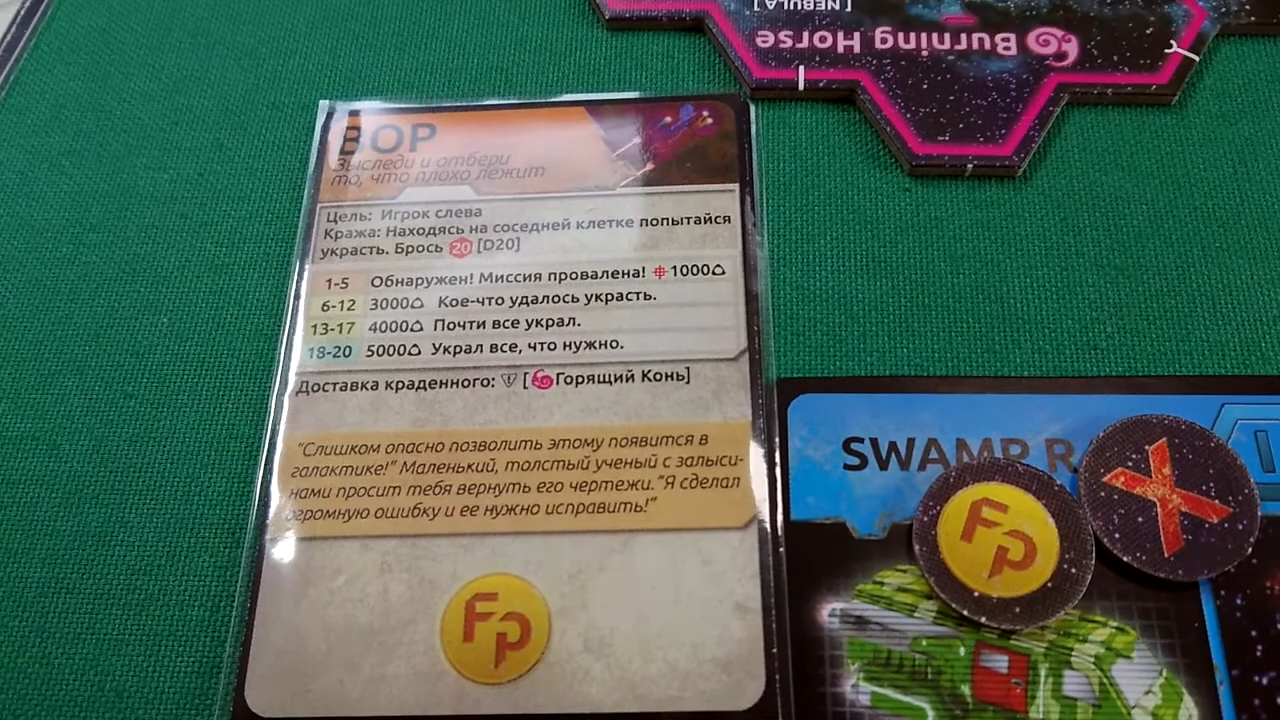 [NEBULA]
Burning Horse
ВОР
Выследи и отбери
то, что плохо лежит
Цель: Игрок слева
Кража: Находясь на соседней клетке попытайся
украсть. Брось 20 [D20]
1-5 Обнаружен! Миссия провалена! 1000
6-12 3000 Кое-что удалось украсть.
13-17 4000 Почти все украл.
18-20 5000 Украл все, что нужно.
Доставка краденного: [Горящий Конь]
"Слишком опасно позволить этому появится в
галактике!" Маленький, толстый ученый с залыси-
нами просит тебя вернуть его чертежи. "Я сделал
огромную ошибку и ее нужно исправить!"
FP
SWAMP
FP
X